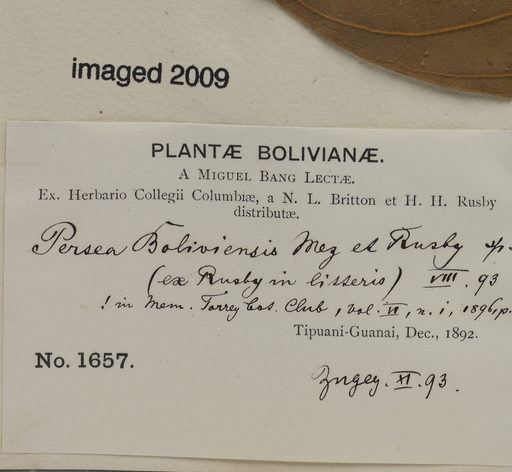 imaged 2009
PLANTÆ BOLIVIANÆ.
A MIGUEL BANG LECTÆ.
Ex. Herbario Collegii Columbiæ, a N. L. Britton et H. H. Rusby
distributæ.
Persea Boliviensis Mez et Rusby
(ex Rusby in litteris) VIII. 93
! in Mem. Torrey bot. Club, vol. VI, n. 1, 1896, p.
Tipuani-Guanai, Dec., 1892.
No. 1657.
XI. 93.